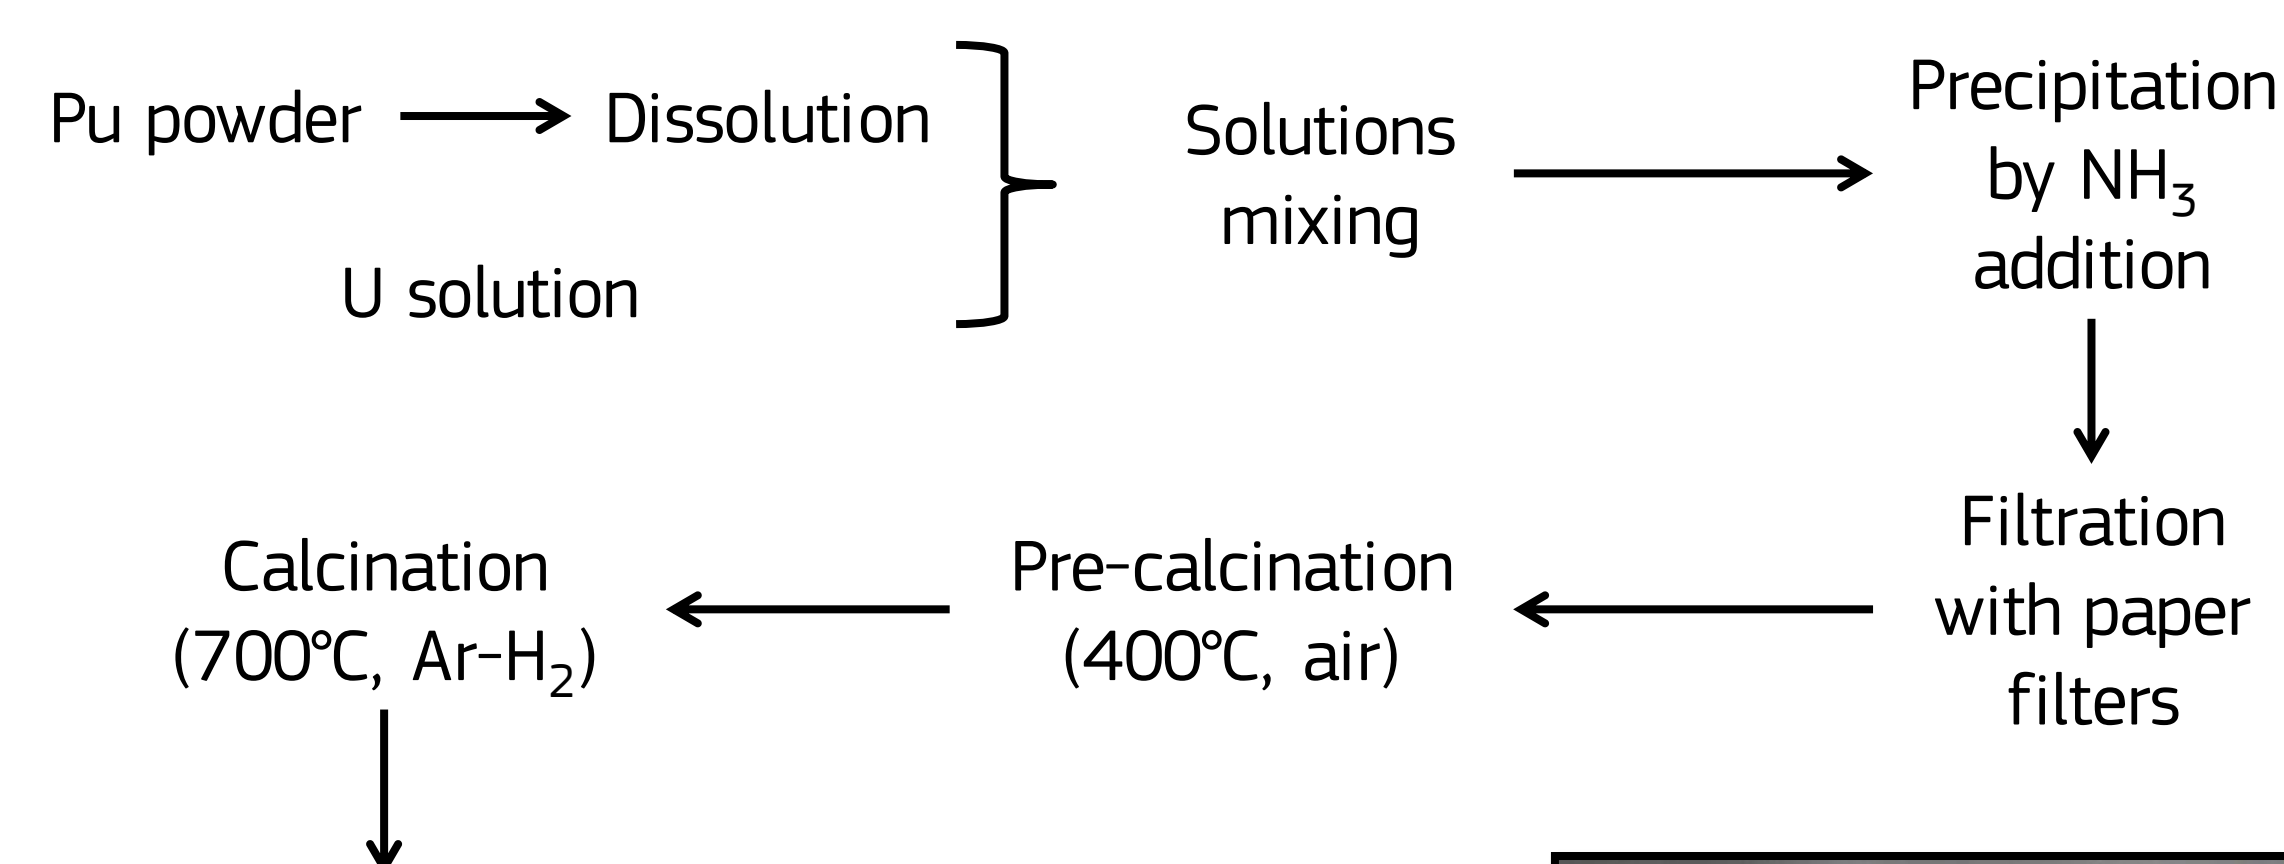 Pu powder
Dissolution
U solution
Solutions
mixing
Precipitation
by NH₃
addition
Filtration
with paper
filters
Pre-calcination
(400°C, air)
Calcination
(700°C, Ar-H₂)